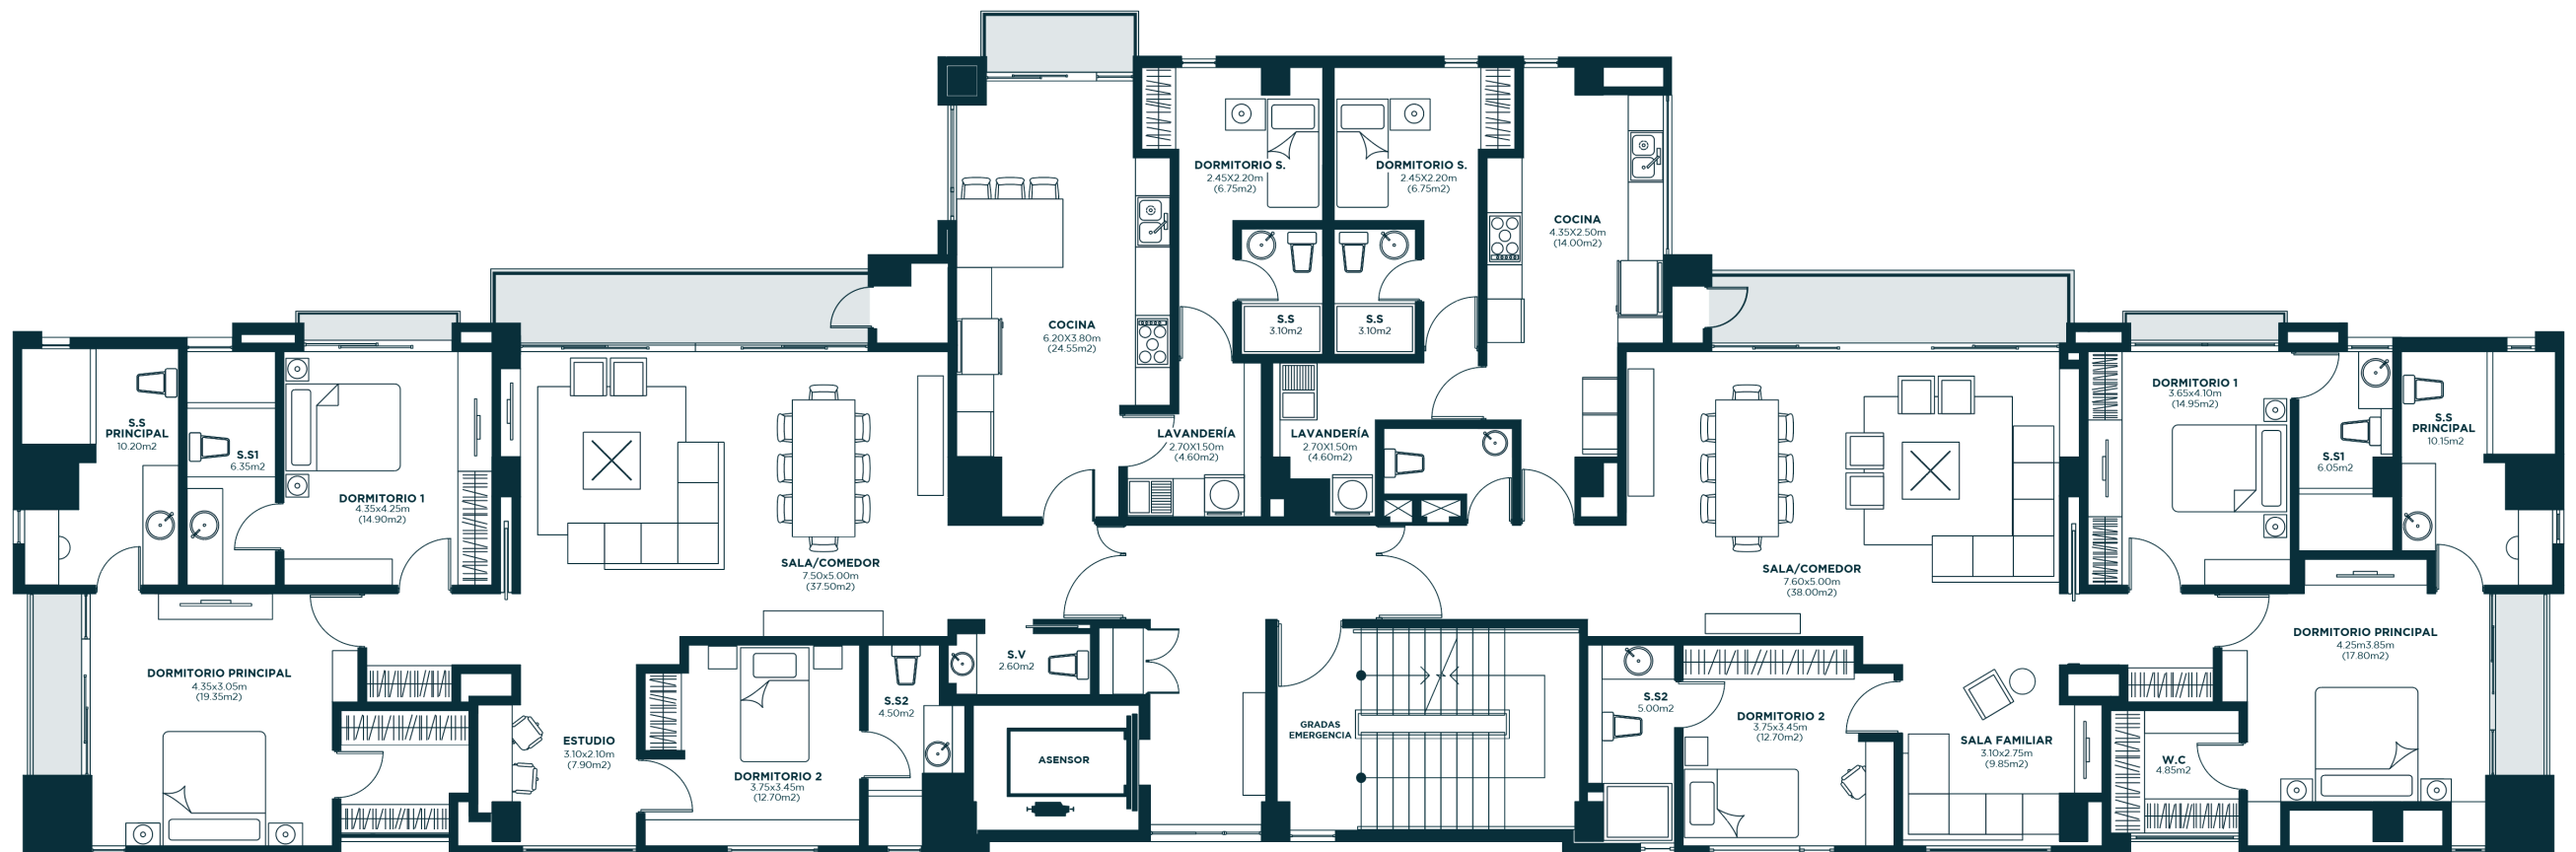 DORMITORIO S.
2.45X2.20m
(6.75m2)
DORMITORIO S.
2.45X2.20m
(6.75m2)
COCINA
4.35X2.50m
(14.00m2)
COCINA
6.20X3.80m
(24.55m2)
S.S
3.10m2
S.S
3.10m2
S.S
PRINCIPAL
10.20m2
S.S1
6.35m2
DORMITORIO 1
4.35x4.25m
(14.90m2)
SALA/COMEDOR
7.50x5.00m
(37.50m2)
LAVANDERÍA
2.70X1.50m
(4.60m2)
LAVANDERÍA
2.70X1.50m
(4.60m2)
SALA/COMEDOR
7.60x5.00m
(38.00m2)
DORMITORIO 1
3.65x4.10m
(14.95m2)
S.S1
6.05m2
S.S
PRINCIPAL
10.15m2
DORMITORIO PRINCIPAL
4.35x3.05m
(19.35m2)
ESTUDIO
3.10x2.10m
(7.90m2)
DORMITORIO 2
3.75x3.45m
(12.70m2)
S.S2
4.50m2
S.V
2.60m2
ASENSOR
GRADAS
EMERGENCIA
S.S2
5.00m2
DORMITORIO 2
3.75x3.45m
(12.70m2)
SALA FAMILIAR
3.10x2.75m
(9.85m2)
W.C
4.85m2
DORMITORIO PRINCIPAL
4.25m3.85m
(17.80m2)